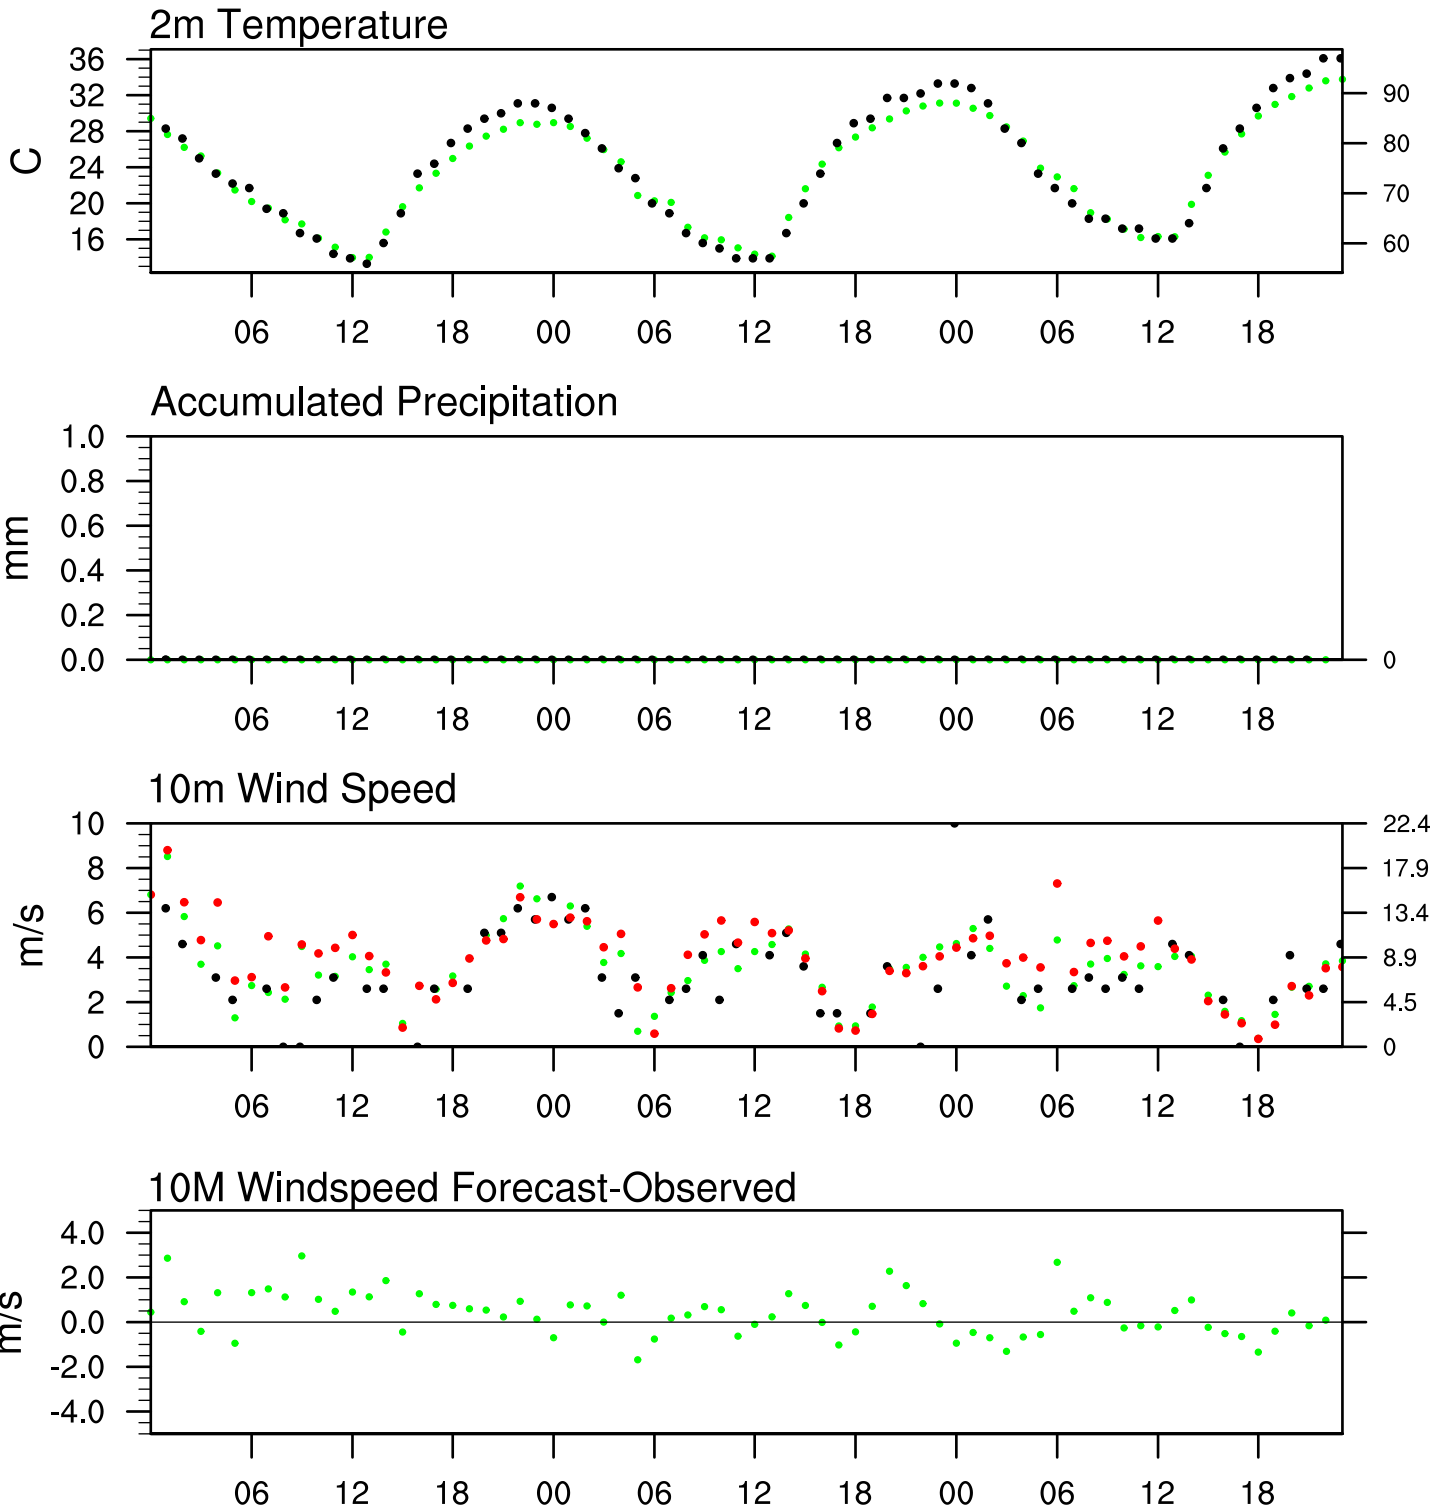 2m Temperature
36
32
28
24
20
16
C
90
80
70
60
06 12 18 00 06 12 18 00 06 12 18
Accumulated Precipitation
1.0
0.8
0.6
0.4
0.2
0.0
mm
0
06 12 18 00 06 12 18 00 06 12 18
10m Wind Speed
10
8
6
4
2
0
m/s
22.4
17.9
13.4
8.9
4.5
0
06 12 18 00 06 12 18 00 06 12 18
10M Windspeed Forecast-Observed
4.0
2.0
0.0
-2.0
-4.0
m/s
06 12 18 00 06 12 18 00 06 12 18